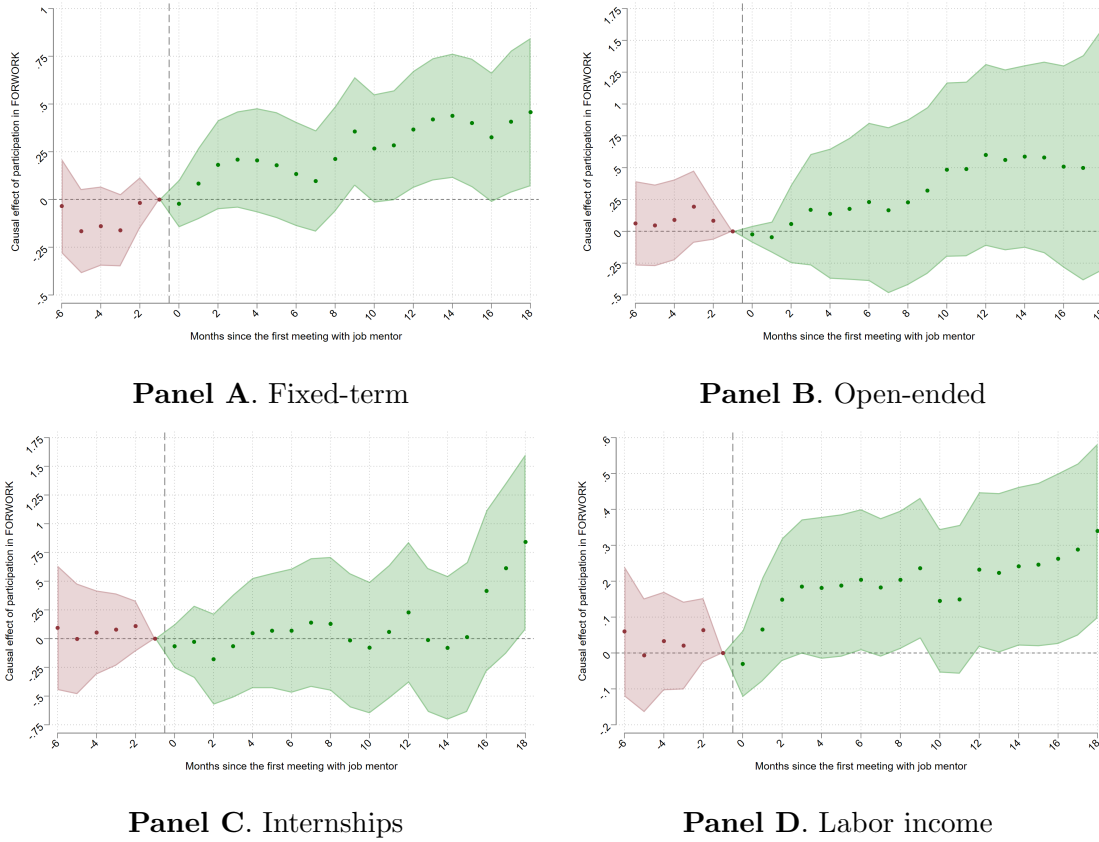 1
.75
.5
.25
0
-.25
-.5
Causal effect of participation in FORWORK
-6 -4 -2 0 2 4 6 8 10 12 14 16 18
Months since the first meeting with job mentor
Panel A. Fixed-term
1.75
1.5
1.25
1
.75
.5
.25
0
-.25
-.5
Causal effect of participation in FORWORK
-6 -4 -2 0 2 4 6 8 10 12 14 16
Months since the first meeting with job mentor
Panel B. Open-ended
1.75
1.5
1.25
1
.75
.5
.25
0
-.25
-.5
-.75
Causal effect of participation in FORWORK
-6 -4 -2 0 2 4 6 8 10 12 14 16 18
Months since the first meeting with job mentor
Panel C. Internships
.6
.5
.4
.3
.2
.1
0
-.1
-.2
Causal effect of participation in FORWORK
-6 -4 -2 0 2 4 6 8 10 12 14 16 18
Months since the first meeting with job mentor
Panel D. Labor income